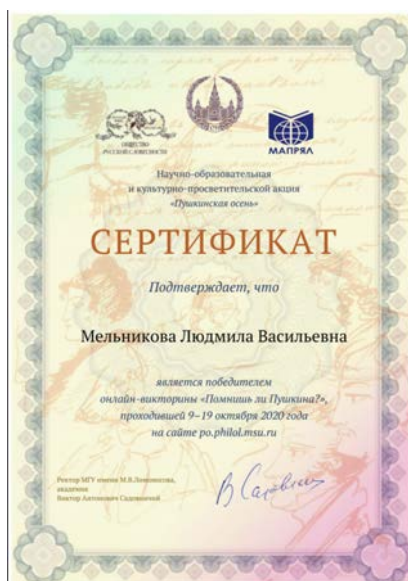 ОБЩЕСТВО
РУССКОЙ СЛОВЕСНОСТИ
МАПРЯЛ
Научно-образовательная
и культурно-просветительской акция
«Пушкинская осень»
СЕРТИФИКАТ
Подтверждает, что
Мельникова Людмила Васильевна
является победителем
онлайн-викторины «Помнишь ли Пушкина?»,
проходившей 9–19 октября 2020 года
на сайте po.philol.msu.ru
Ректор МГУ имени М.В.Ломоносова,
академик
Виктор Антонович Садовничий